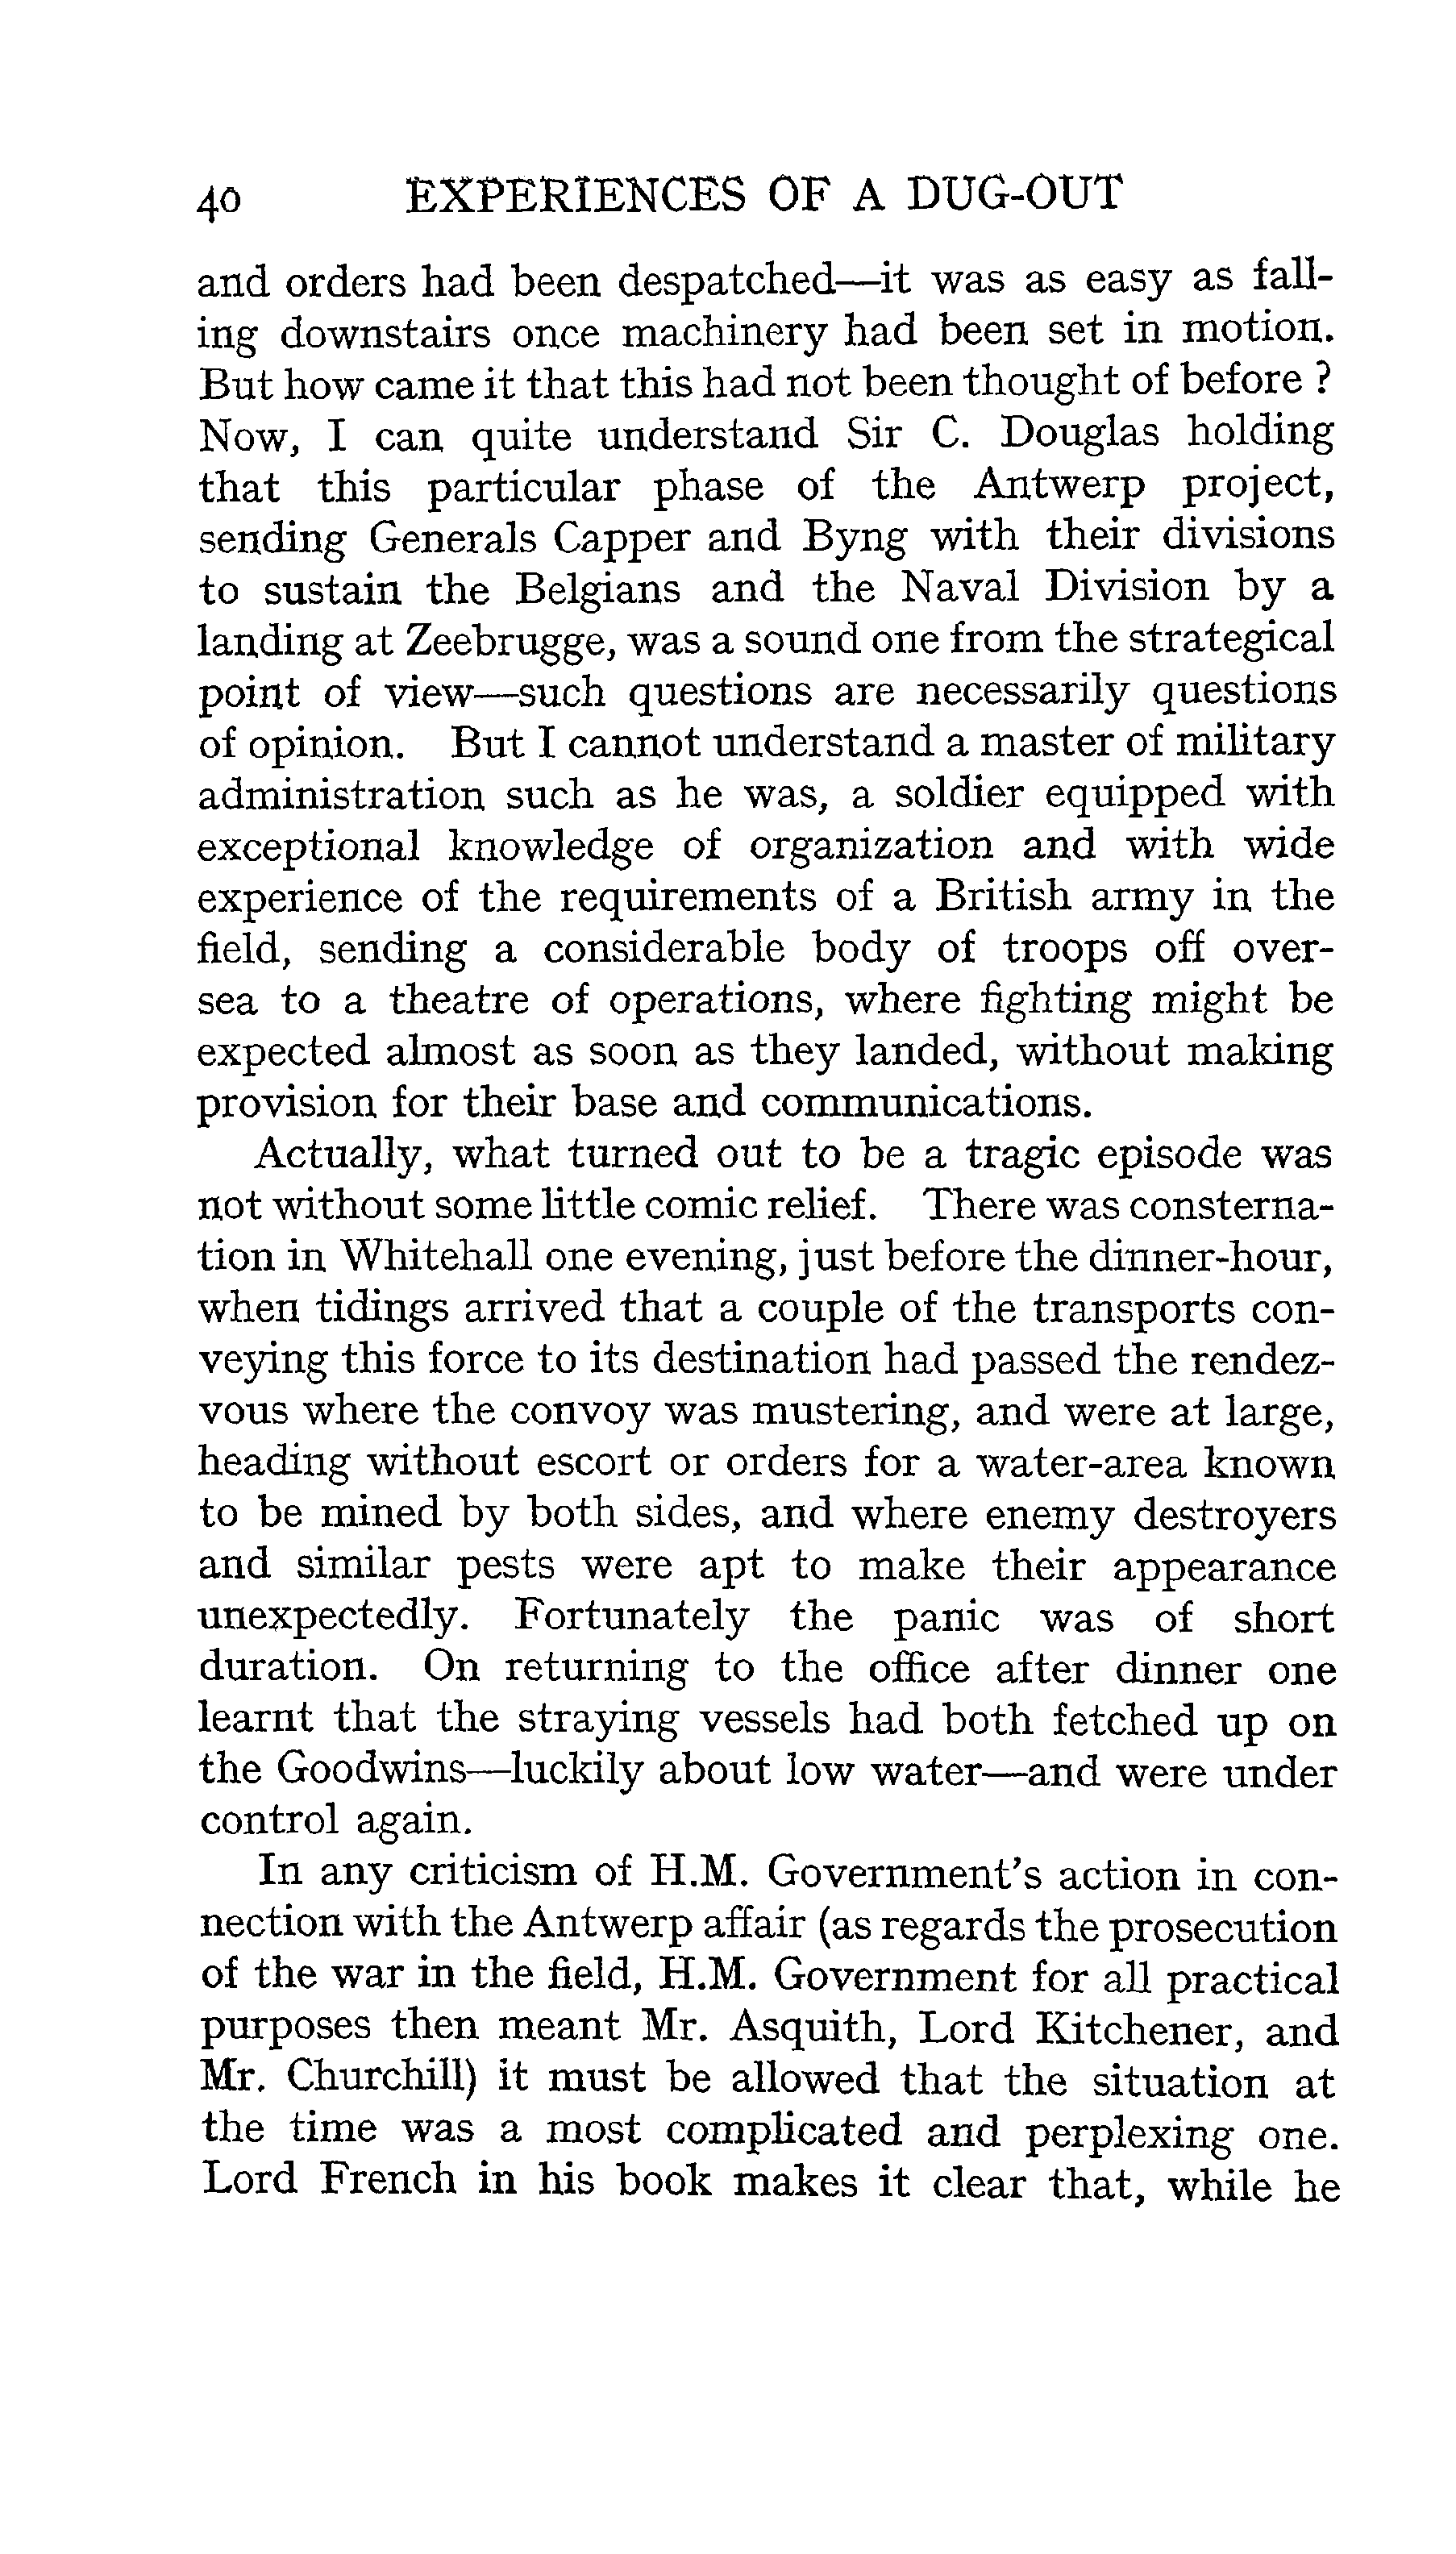 40 EXPERIENCES OF A DUG-OUT
and orders had been despatched—it was as easy as fall-
ing downstairs once machinery had been set in motion.
But how came it that this had not been thought of before ?
Now, I can quite understand Sir C. Douglas holding
that this particular phase of the Antwerp project,
sending Generals Capper and Byng with their divisions
to sustain the Belgians and the Naval Division by a
landing at Zeebrugge, was a sound one from the strategical
point of view—such questions are necessarily questions
of opinion. But I cannot understand a master of military
administration such as he was, a soldier equipped with
exceptional knowledge of organization and with wide
experience of the requirements of a British army in the
field, sending a considerable body of troops off over-
sea to a theatre of operations, where fighting might be
expected almost as soon as they landed, without making
provision for their base and communications.
Actually, what turned out to be a tragic episode was
not without some little comic relief. There was consterna-
tion in Whitehall one evening, just before the dinner-hour,
when tidings arrived that a couple of the transports con-
veying this force to its destination had passed the rendez-
vous where the convoy was mustering, and were at large,
heading without escort or orders for a water-area known
to be mined by both sides, and where enemy destroyers
and similar pests were apt to make their appearance
unexpectedly. Fortunately the panic was of short
duration. On returning to the office after dinner one
learnt that the straying vessels had both fetched up on
the Goodwins—luckily about low water—and were under
control again.
In any criticism of H.M. Government's action in con-
nection with the Antwerp affair (as regards the prosecution
of the war in the field, H.M. Government for all practical
purposes then meant Mr. Asquith, Lord Kitchener, and
Mr. Churchill) it must be allowed that the situation at
the time was a most complicated and perplexing one.
Lord French in his book makes it clear that, while he